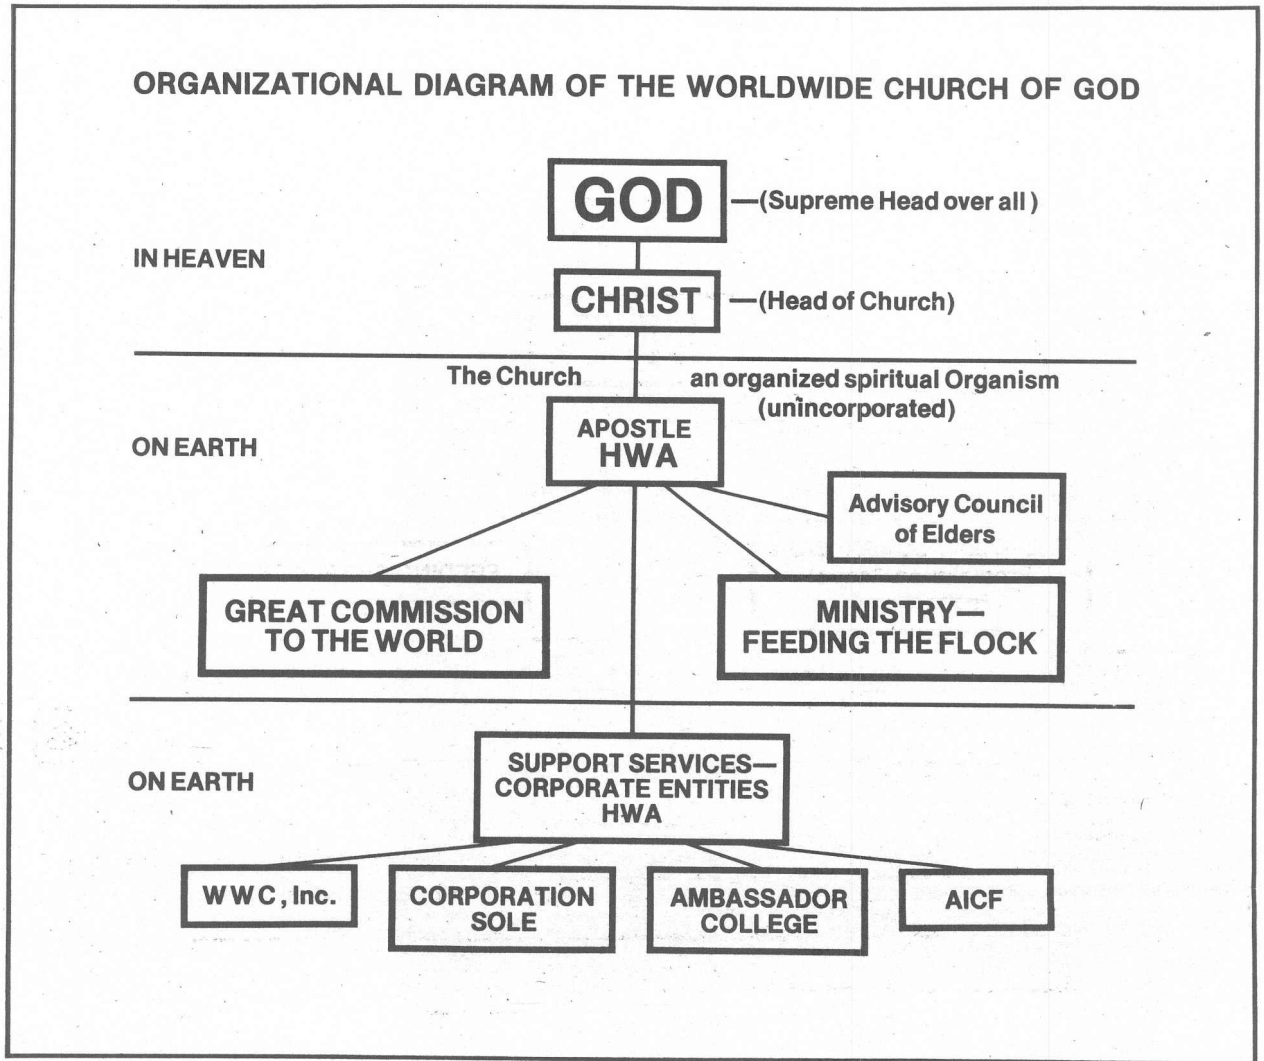 ORGANIZATIONAL DIAGRAM OF THE WORLDWIDE CHURCH OF GOD
GOD —(Supreme Head over all)
IN HEAVEN
CHRIST —(Head of Church)
The Church an organized spiritual Organism
(unincorporated)
APOSTLE
HWA
ON EARTH
Advisory Council
of Elders
GREAT COMMISSION
TO THE WORLD
MINISTRY—
FEEDING THE FLOCK
ON EARTH
SUPPORT SERVICES—
CORPORATE ENTITIES
HWA
WWC, Inc.
CORPORATION
SOLE
AMBASSADOR
COLLEGE
AICF